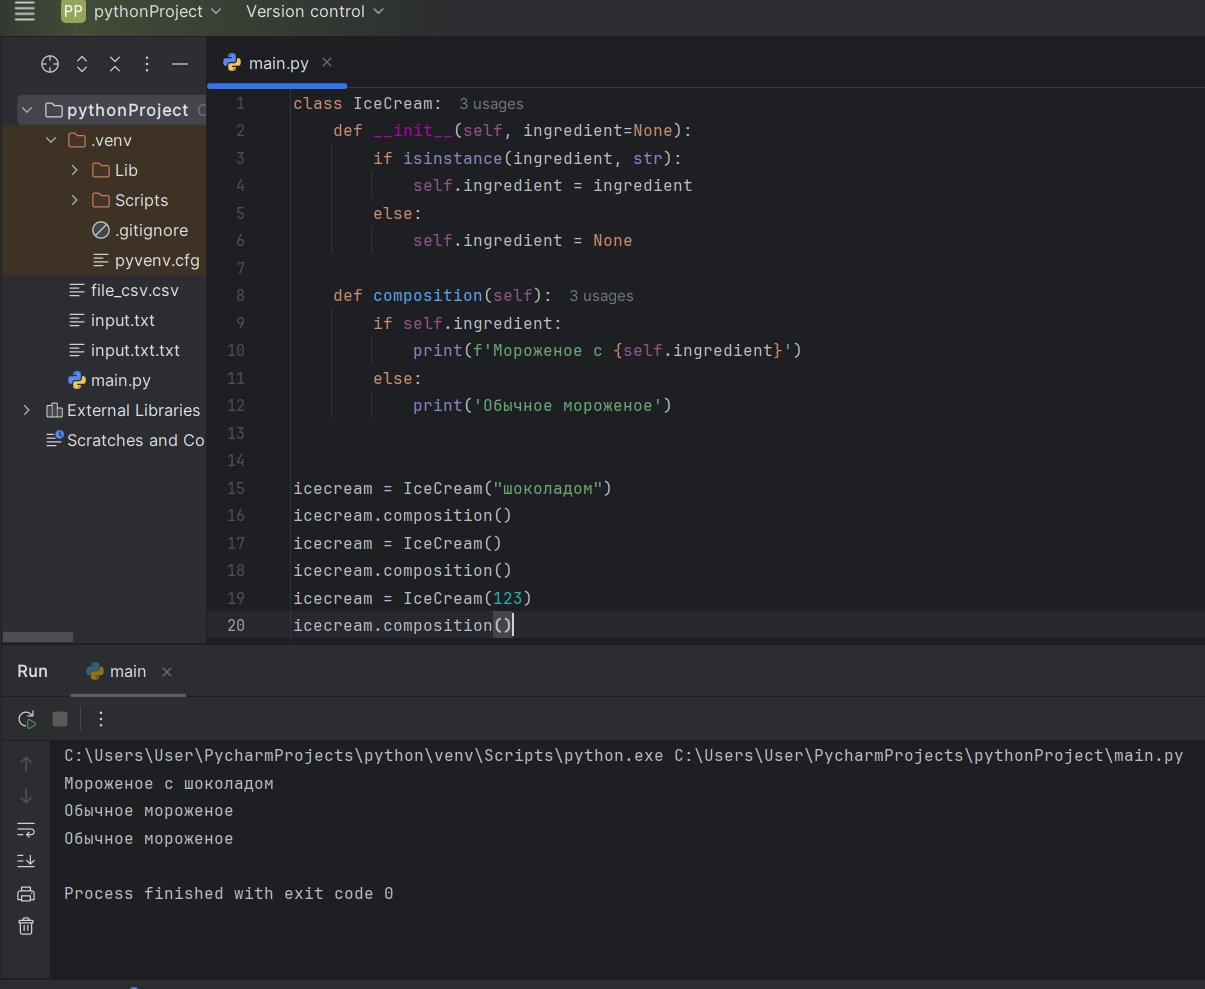 PP pythonProject Version control
main.py
pythonProject
.venv
Lib
Scripts
.gitignore
pyvenv.cfg
file_csv.csv
input.txt
input.txt.txt
main.py
External Libraries
Scratches and Co
1 class IceCream: 3 usages
2 def __init__(self, ingredient=None):
3 if isinstance(ingredient, str):
4 self.ingredient = ingredient
5 else:
6 self.ingredient = None
7
8 def composition(self): 3 usages
9 if self.ingredient:
10 print(f'Мороженое с {self.ingredient}')
11 else:
12 print('Обычное мороженое')
13
14
15 icecream = IceCream("шоколадом")
16 icecream.composition()
17 icecream = IceCream()
18 icecream.composition()
19 icecream = IceCream(123)
20 icecream.composition()
Run main
C:\Users\User\PycharmProjects\python\venv\Scripts\python.exe C:\Users\User\PycharmProjects\pythonProject\main.py
Мороженое с шоколадом
Обычное мороженое
Обычное мороженое
Process finished with exit code 0